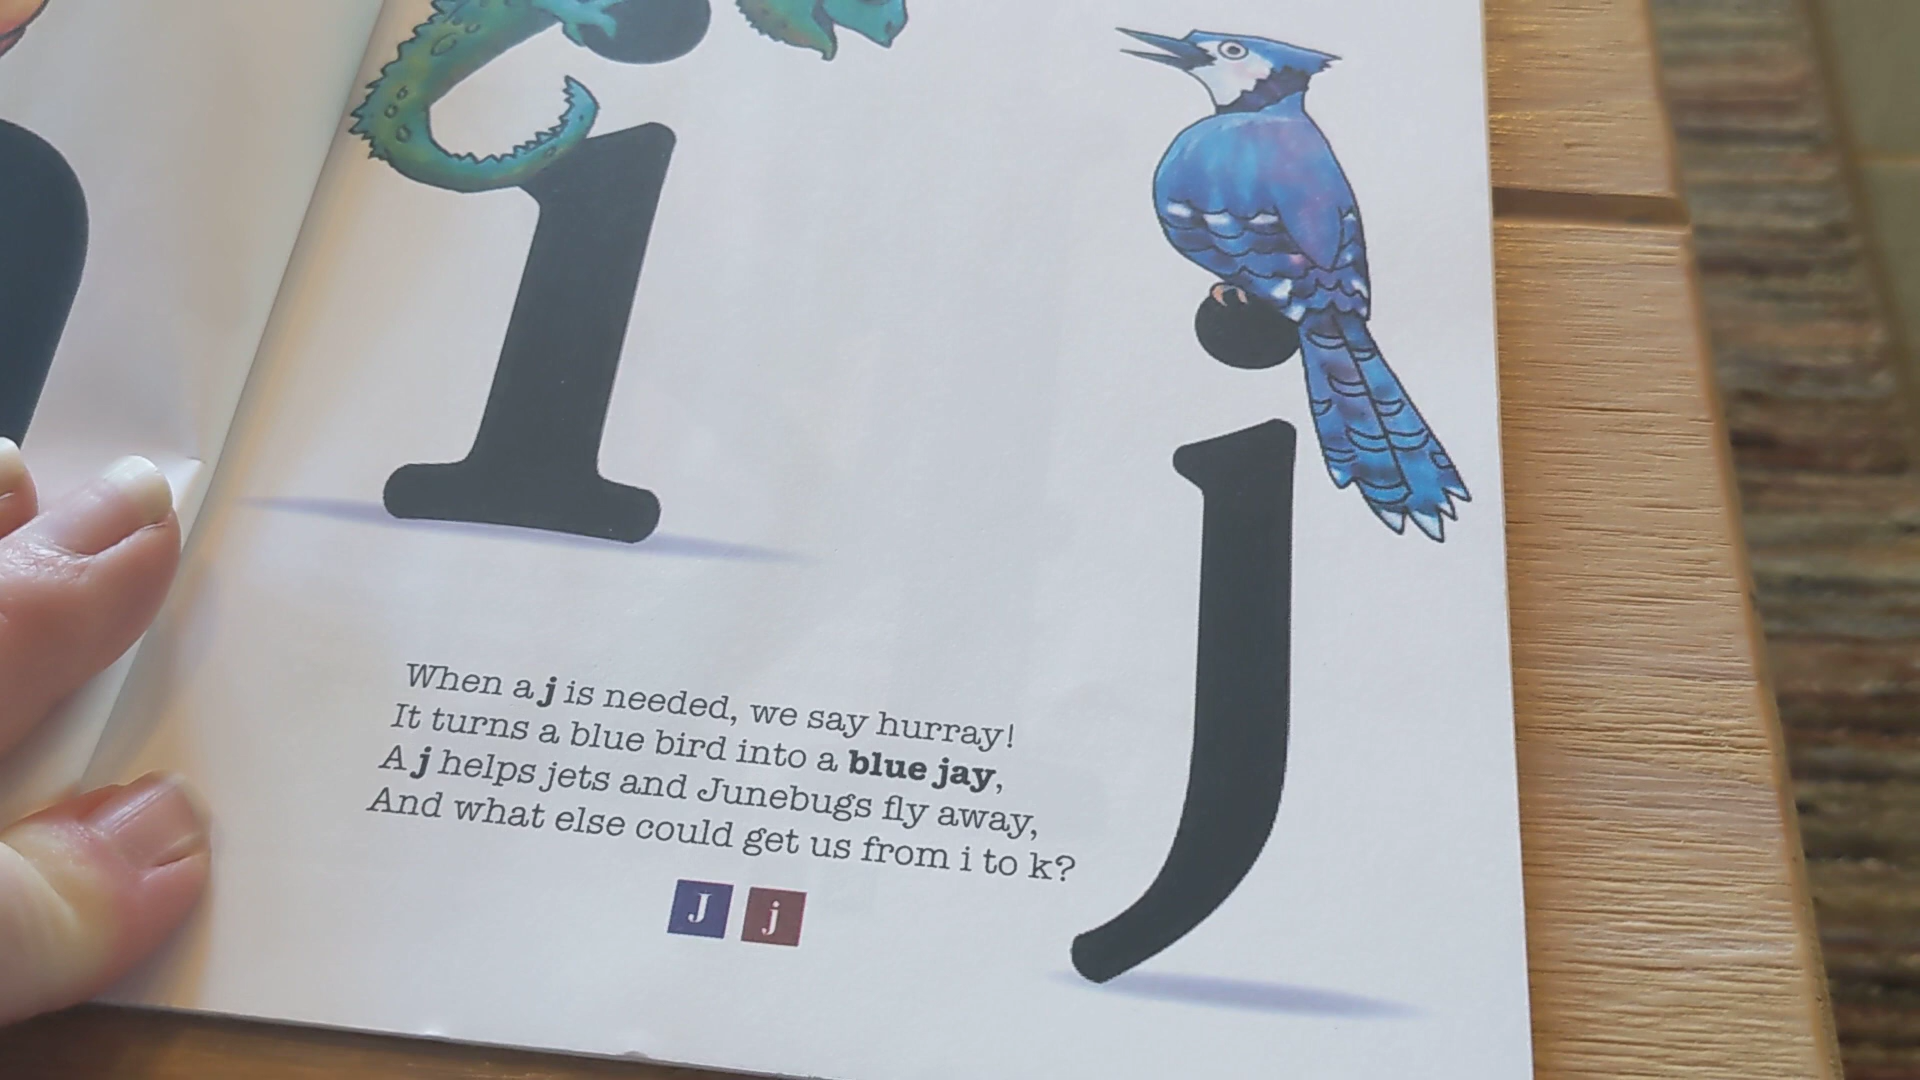 i
j
When a j is needed, we say hurray!
It turns a blue bird into a blue jay,
A j helps jets and Junebugs fly away,
And what else could get us from i to k?
J j